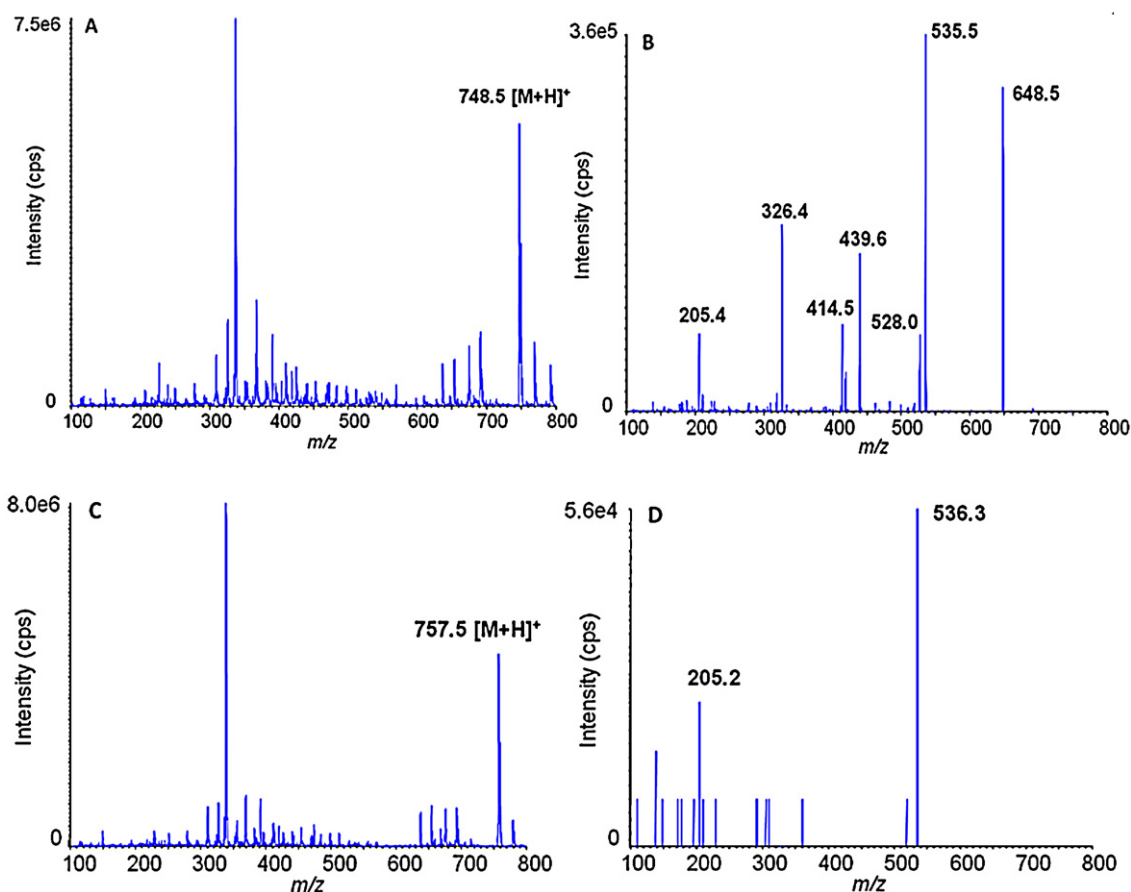 7.5e6
A
748.5 [M+H]+
Intensity (cps)
0
100 200 300 400 500 600 700 800
m/z
3.6e5
B
535.5
648.5
326.4
439.6
414.5
528.0
205.4
Intensity (cps)
0
100 200 300 400 500 600 700 800
m/z
8.0e6
C
757.5 [M+H]+
Intensity (cps)
0
100 200 300 400 500 600 700 800
m/z
5.6e4
D
536.3
205.2
Intensity (cps)
0
100 200 300 400 500 600 700 800
m/z